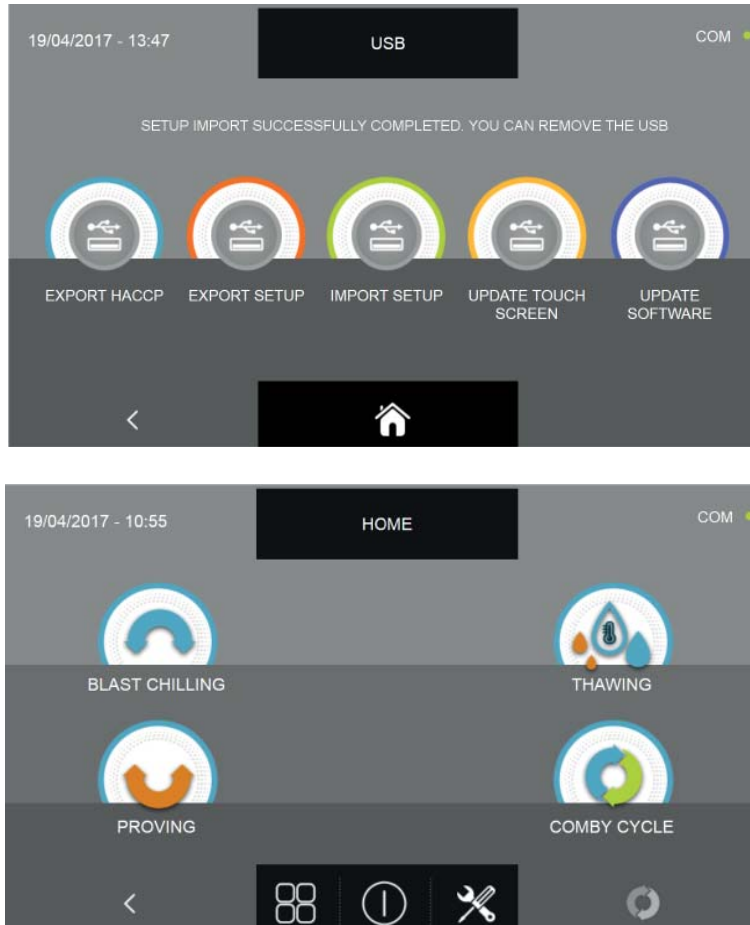 19/04/2017 - 13:47
USB
COM
SETUP IMPORT SUCCESSFULLY COMPLETED. YOU CAN REMOVE THE USB
EXPORT HACCP
EXPORT SETUP
IMPORT SETUP
UPDATE TOUCH
SCREEN
UPDATE
SOFTWARE
19/04/2017 - 10:55
HOME
COM
BLAST CHILLING
THAWING
PROVING
COMBY CYCLE